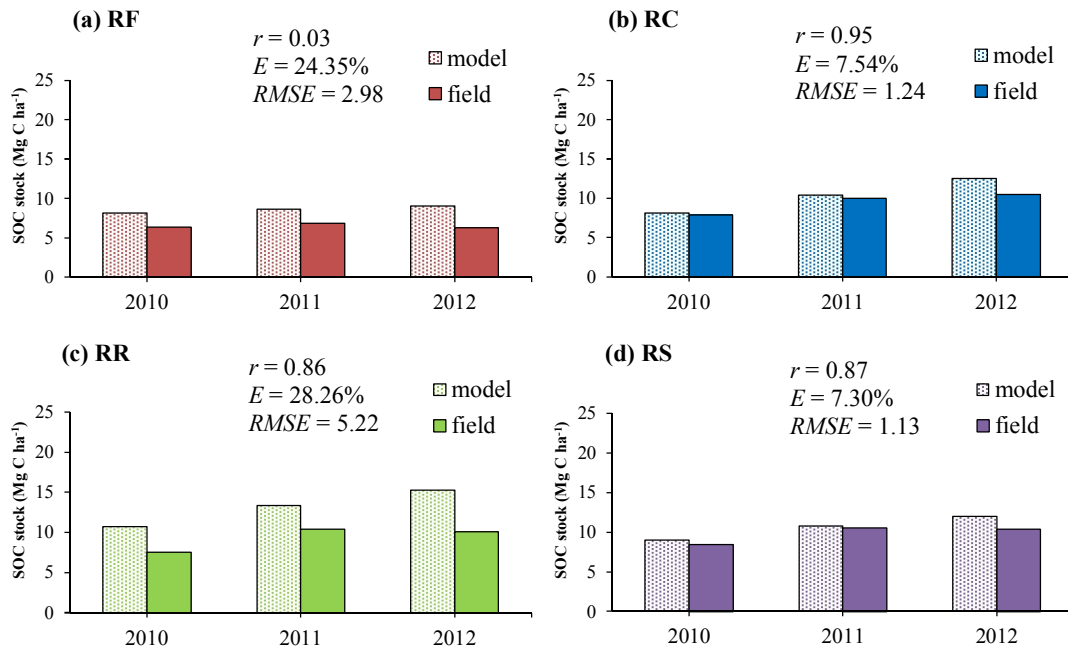 (a) RF
r = 0.03
E = 24.35%
RMSE = 2.98
model
field
SOC stock (Mg C ha⁻¹)
25
20
15
10
5
0
2010
2011
2012
(b) RC
r = 0.95
E = 7.54%
RMSE = 1.24
model
field
SOC stock (Mg C ha⁻¹)
25
20
15
10
5
0
2010
2011
2012
(c) RR
r = 0.86
E = 28.26%
RMSE = 5.22
model
field
SOC stock (Mg C ha⁻¹)
25
20
15
10
5
0
2010
2011
2012
(d) RS
r = 0.87
E = 7.30%
RMSE = 1.13
model
field
SOC stock (Mg C ha⁻¹)
25
20
15
10
5
0
2010
2011
2012